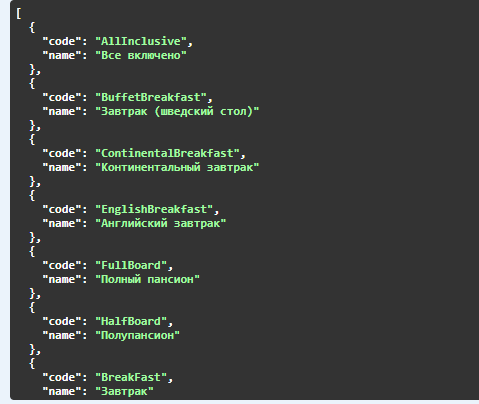 [
  {
    "code": "AllInclusive",
    "name": "Все включено"
  },
  {
    "code": "BuffetBreakfast",
    "name": "Завтрак (шведский стол)"
  },
  {
    "code": "ContinentalBreakfast",
    "name": "Континентальный завтрак"
  },
  {
    "code": "EnglishBreakfast",
    "name": "Английский завтрак"
  },
  {
    "code": "FullBoard",
    "name": "Полный пансион"
  },
  {
    "code": "HalfBoard",
    "name": "Полупансион"
  },
  {
    "code": "BreakFast",
    "name": "Завтрак"